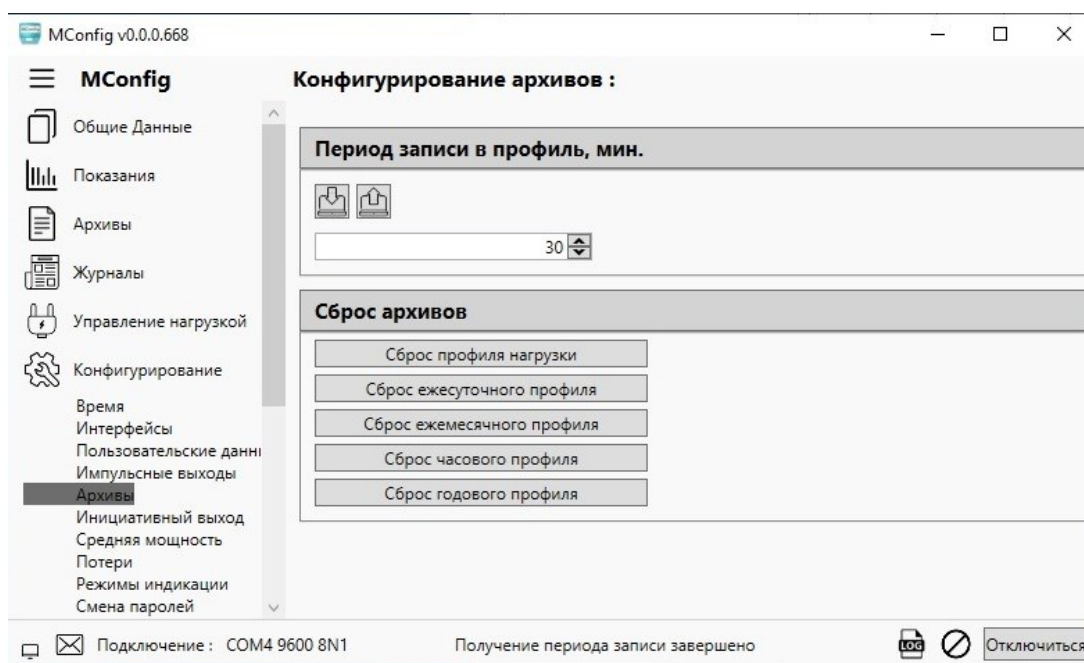 MConfig v0.0.0.668
MConfig
Общие Данные
Показания
Архивы
Журналы
Управление нагрузкой
Конфигурирование
Время
Интерфейсы
Пользовательские данн
Импульсные выходы
Архивы
Инициативный выход
Средняя мощность
Потери
Режимы индикации
Смена паролей
Конфигурирование архивов :
Период записи в профиль, мин.
30
Сброс архивов
Сброс профиля нагрузки
Сброс ежесуточного профиля
Сброс ежемесячного профиля
Сброс часового профиля
Сброс годового профиля
Подключение : COM4 9600 8N1
Получение периода записи завершено
LOG
Отключиться